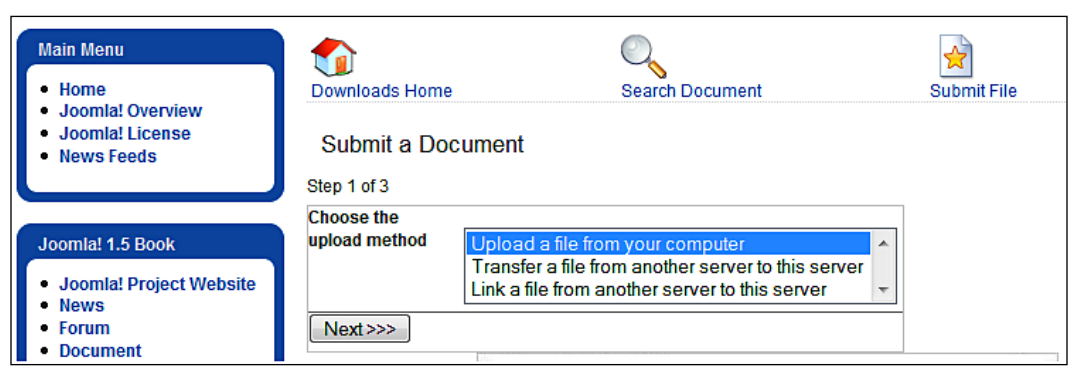 Main Menu
Home
Joomla! Overview
Joomla! License
News Feeds
Joomla! 1.5 Book
Joomla! Project Website
News
Forum
Document
Downloads Home
Search Document
Submit File
Submit a Document
Step 1 of 3
Choose the
upload method
Upload a file from your computer
Transfer a file from another server to this server
Link a file from another server to this server
Next >>>